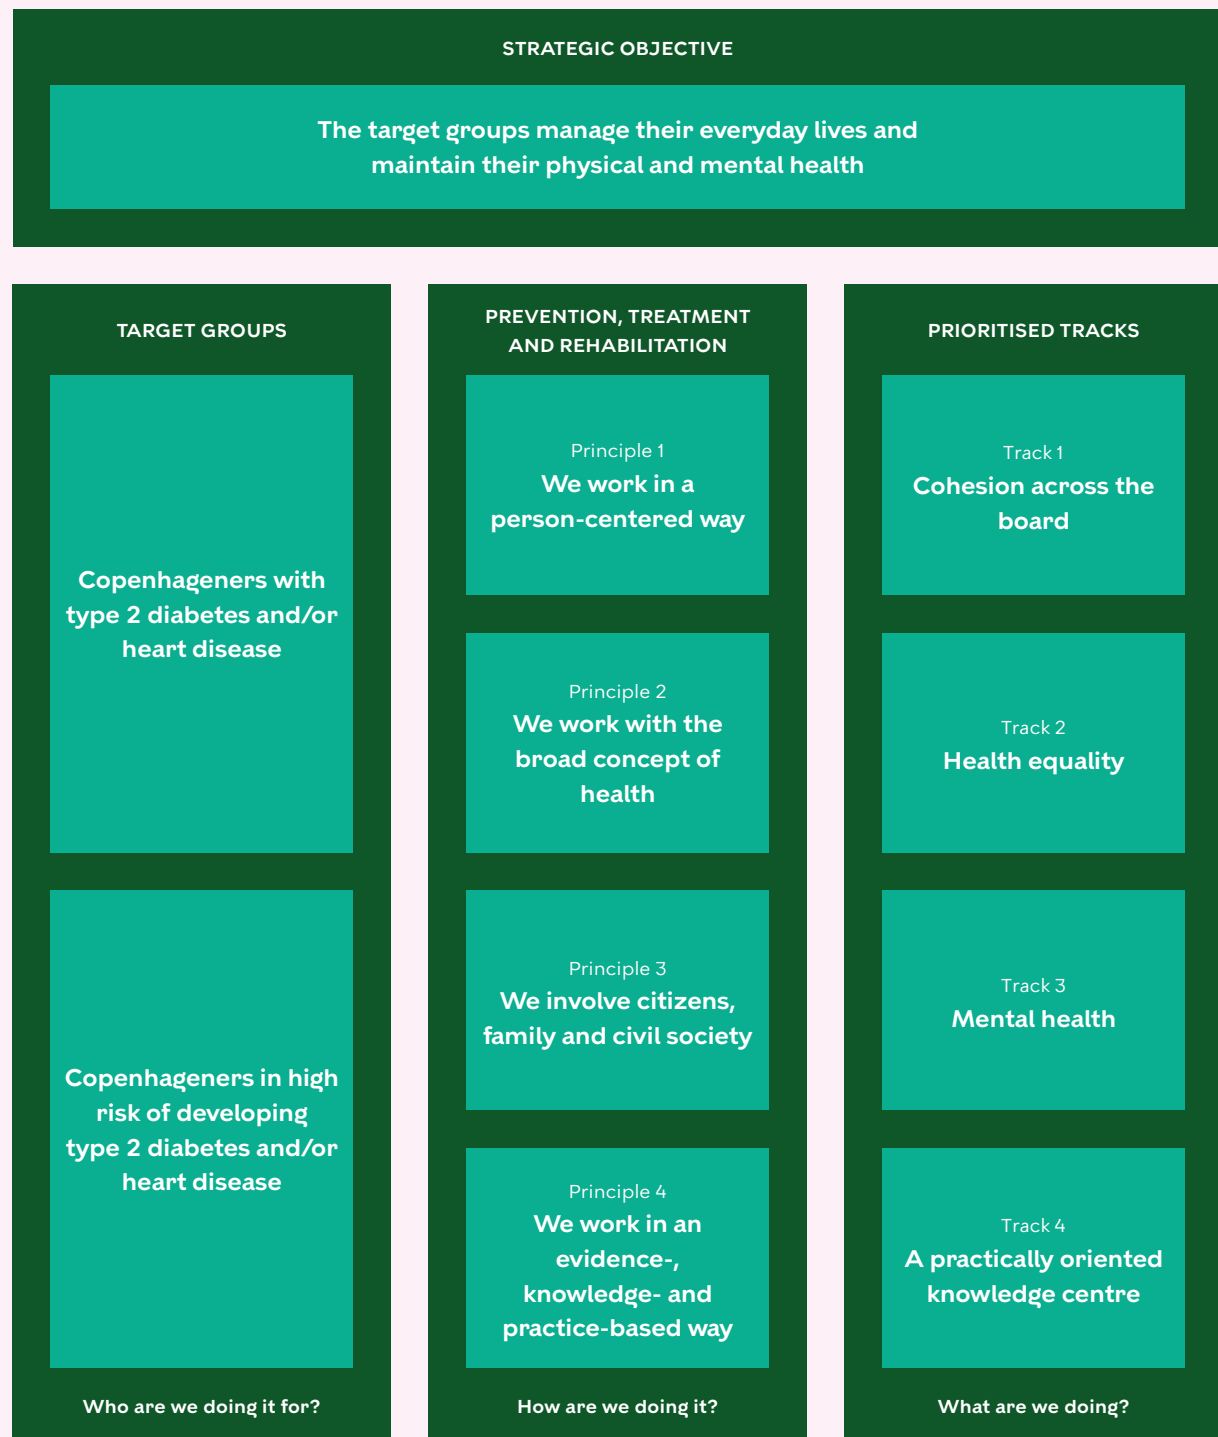 STRATEGIC OBJECTIVE
The target groups manage their everyday lives and
maintain their physical and mental health
TARGET GROUPS
Copenhageners with
type 2 diabetes and/or
heart disease
Copenhageners in high
risk of developing
type 2 diabetes and/or
heart disease
Who are we doing it for?
PREVENTION, TREATMENT
AND REHABILITATION
Principle 1
We work in a
person-centered way
Principle 2
We work with the
broad concept of
health
Principle 3
We involve citizens,
family and civil society
Principle 4
We work in an
evidence-,
knowledge- and
practice-based way
How are we doing it?
PRIORITISED TRACKS
Track 1
Cohesion across the
board
Track 2
Health equality
Track 3
Mental health
Track 4
A practically oriented
knowledge centre
What are we doing?